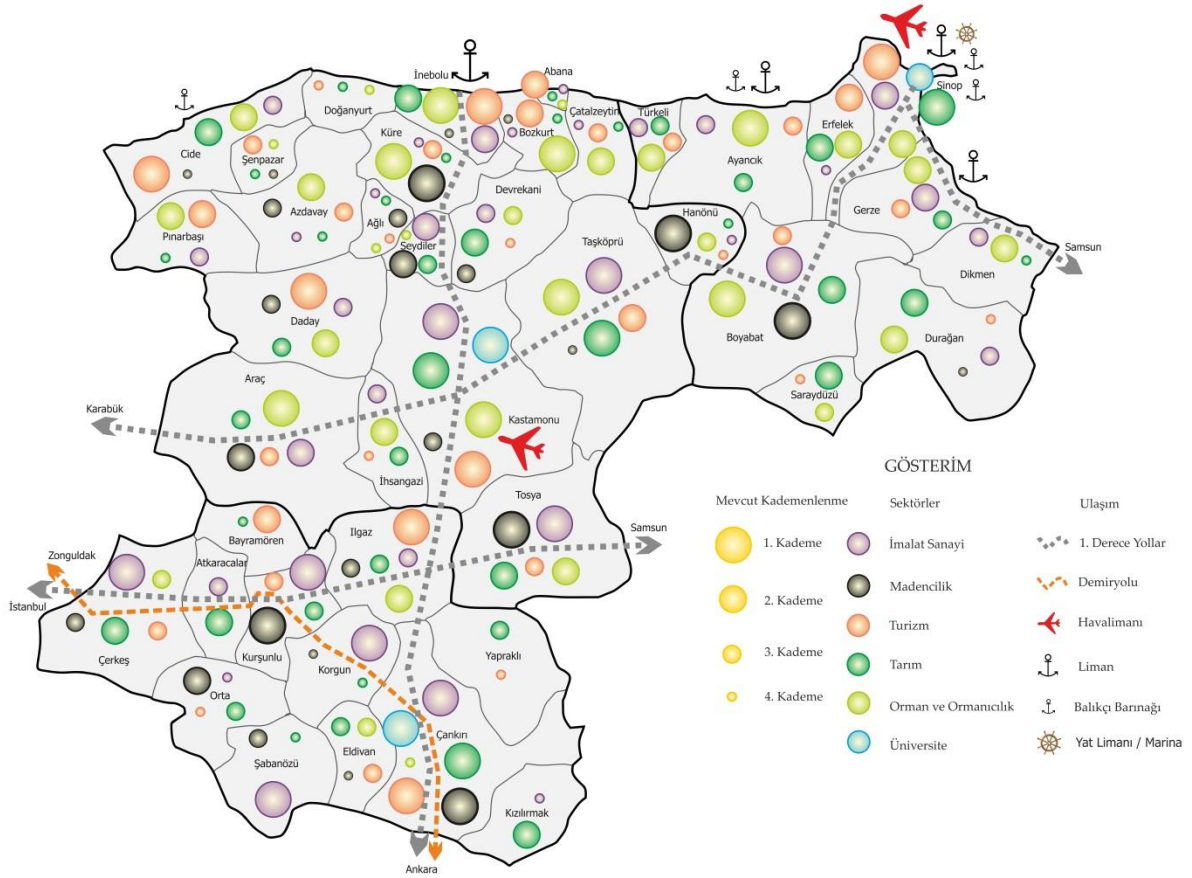 Abana
İnebolu
Sinop
Doğanyurt
Çatalzeytin
Türkeli
Bozkurt
Erfelek
Küre
Cide
Şenpazar
Ayancık
Devrekani
Azdavay
Ağlı
Hanönü
Gerze
Pınarbaşı
Seydiler
Taşköprü
Samsun
Dikmen
Daday
Boyabat
Durağan
Araç
Saraydüzü
Karabük
Kastamonu
İhsangazi
Tosya
Samsun
Ilgaz
Bayramören
Zonguldak
Atkaracalar
İstanbul
Çerkeş
Kurşunlu
Korgun
Yapraklı
Orta
Çankırı
Eldivan
Şabanözü
Kızılırmak
Ankara
GÖSTERİM
Mevcut Kademenlenme
1. Kademe
2. Kademe
3. Kademe
4. Kademe
Sektörler
İmalat Sanayi
Madencilik
Turizm
Tarım
Orman ve Ormanıcılık
Üniversite
Ulaşım
1. Derece Yollar
Demiryolu
Havalimanı
Liman
Balıkçı Barınağı
Yat Limanı / Marina